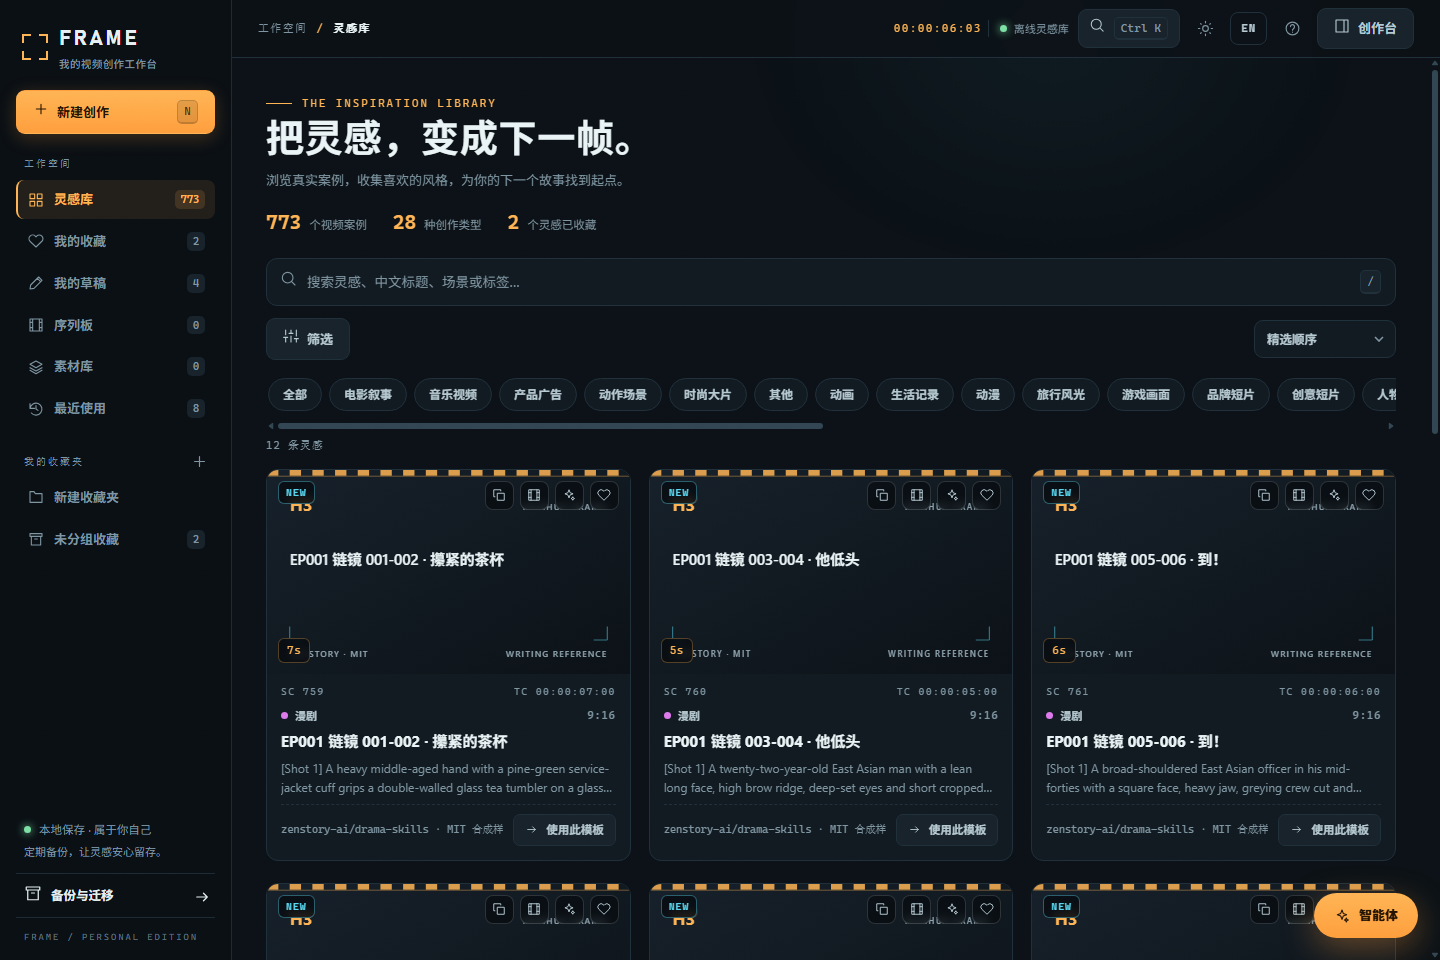 FRAME
我的视频创作工作台
新建创作 N
工作空间
灵感库 773
我的收藏 2
我的草稿 4
序列板 0
素材库 0
最近使用 8
我的收藏夹
新建收藏夹
未分组收藏 2
本地保存 · 属于你自己
定期备份，让灵感安心留存。
备份与迁移
FRAME / PERSONAL EDITION
工作空间 / 灵感库
00:00:06:03
离线灵感库
Ctrl K
EN
创作台
THE INSPIRATION LIBRARY
把灵感，变成下一帧。
浏览真实案例，收集喜欢的风格，为你的下一个故事找到起点。
773 个视频案例 28 种创作类型 2 个灵感已收藏
搜索灵感、中文标题、场景或标签... /
筛选
精选顺序
全部 电影叙事 音乐视频 产品广告 动作场景 时尚大片 其他 动画 生活记录 动漫 旅行风光 游戏画面 品牌短片 创意短片
12 条灵感
NEW
H3
EP001 链镜 001-002 · 攥紧的茶杯
7s
STORY · MIT
WRITING REFERENCE
SC 759 TC 00:00:07:00
漫剧 9:16
EP001 链镜 001-002 · 攥紧的茶杯
[Shot 1] A heavy middle-aged hand with a pine-green service-
jacket cuff grips a double-walled glass tea tumbler on a glass...
zenstory-ai/drama-skills · MIT 合成样
使用此模板
NEW
H3
EP001 链镜 003-004 · 他低头
5s
STORY · MIT
WRITING REFERENCE
SC 760 TC 00:00:05:00
漫剧 9:16
EP001 链镜 003-004 · 他低头
[Shot 1] A twenty-two-year-old East Asian man with a lean
long face, high brow ridge, deep-set eyes and short cropped...
zenstory-ai/drama-skills · MIT 合成样
使用此模板
NEW
H3
EP001 链镜 005-006 · 到！
6s
STORY · MIT
WRITING REFERENCE
SC 761 TC 00:00:06:00
漫剧 9:16
EP001 链镜 005-006 · 到！
[Shot 1] A broad-shouldered East Asian officer in his mid-
forties with a square face, heavy jaw, greying crew cut and...
zenstory-ai/drama-skills · MIT 合成样
使用此模板
NEW
H3
NEW
H3
NEW
H3
智能体